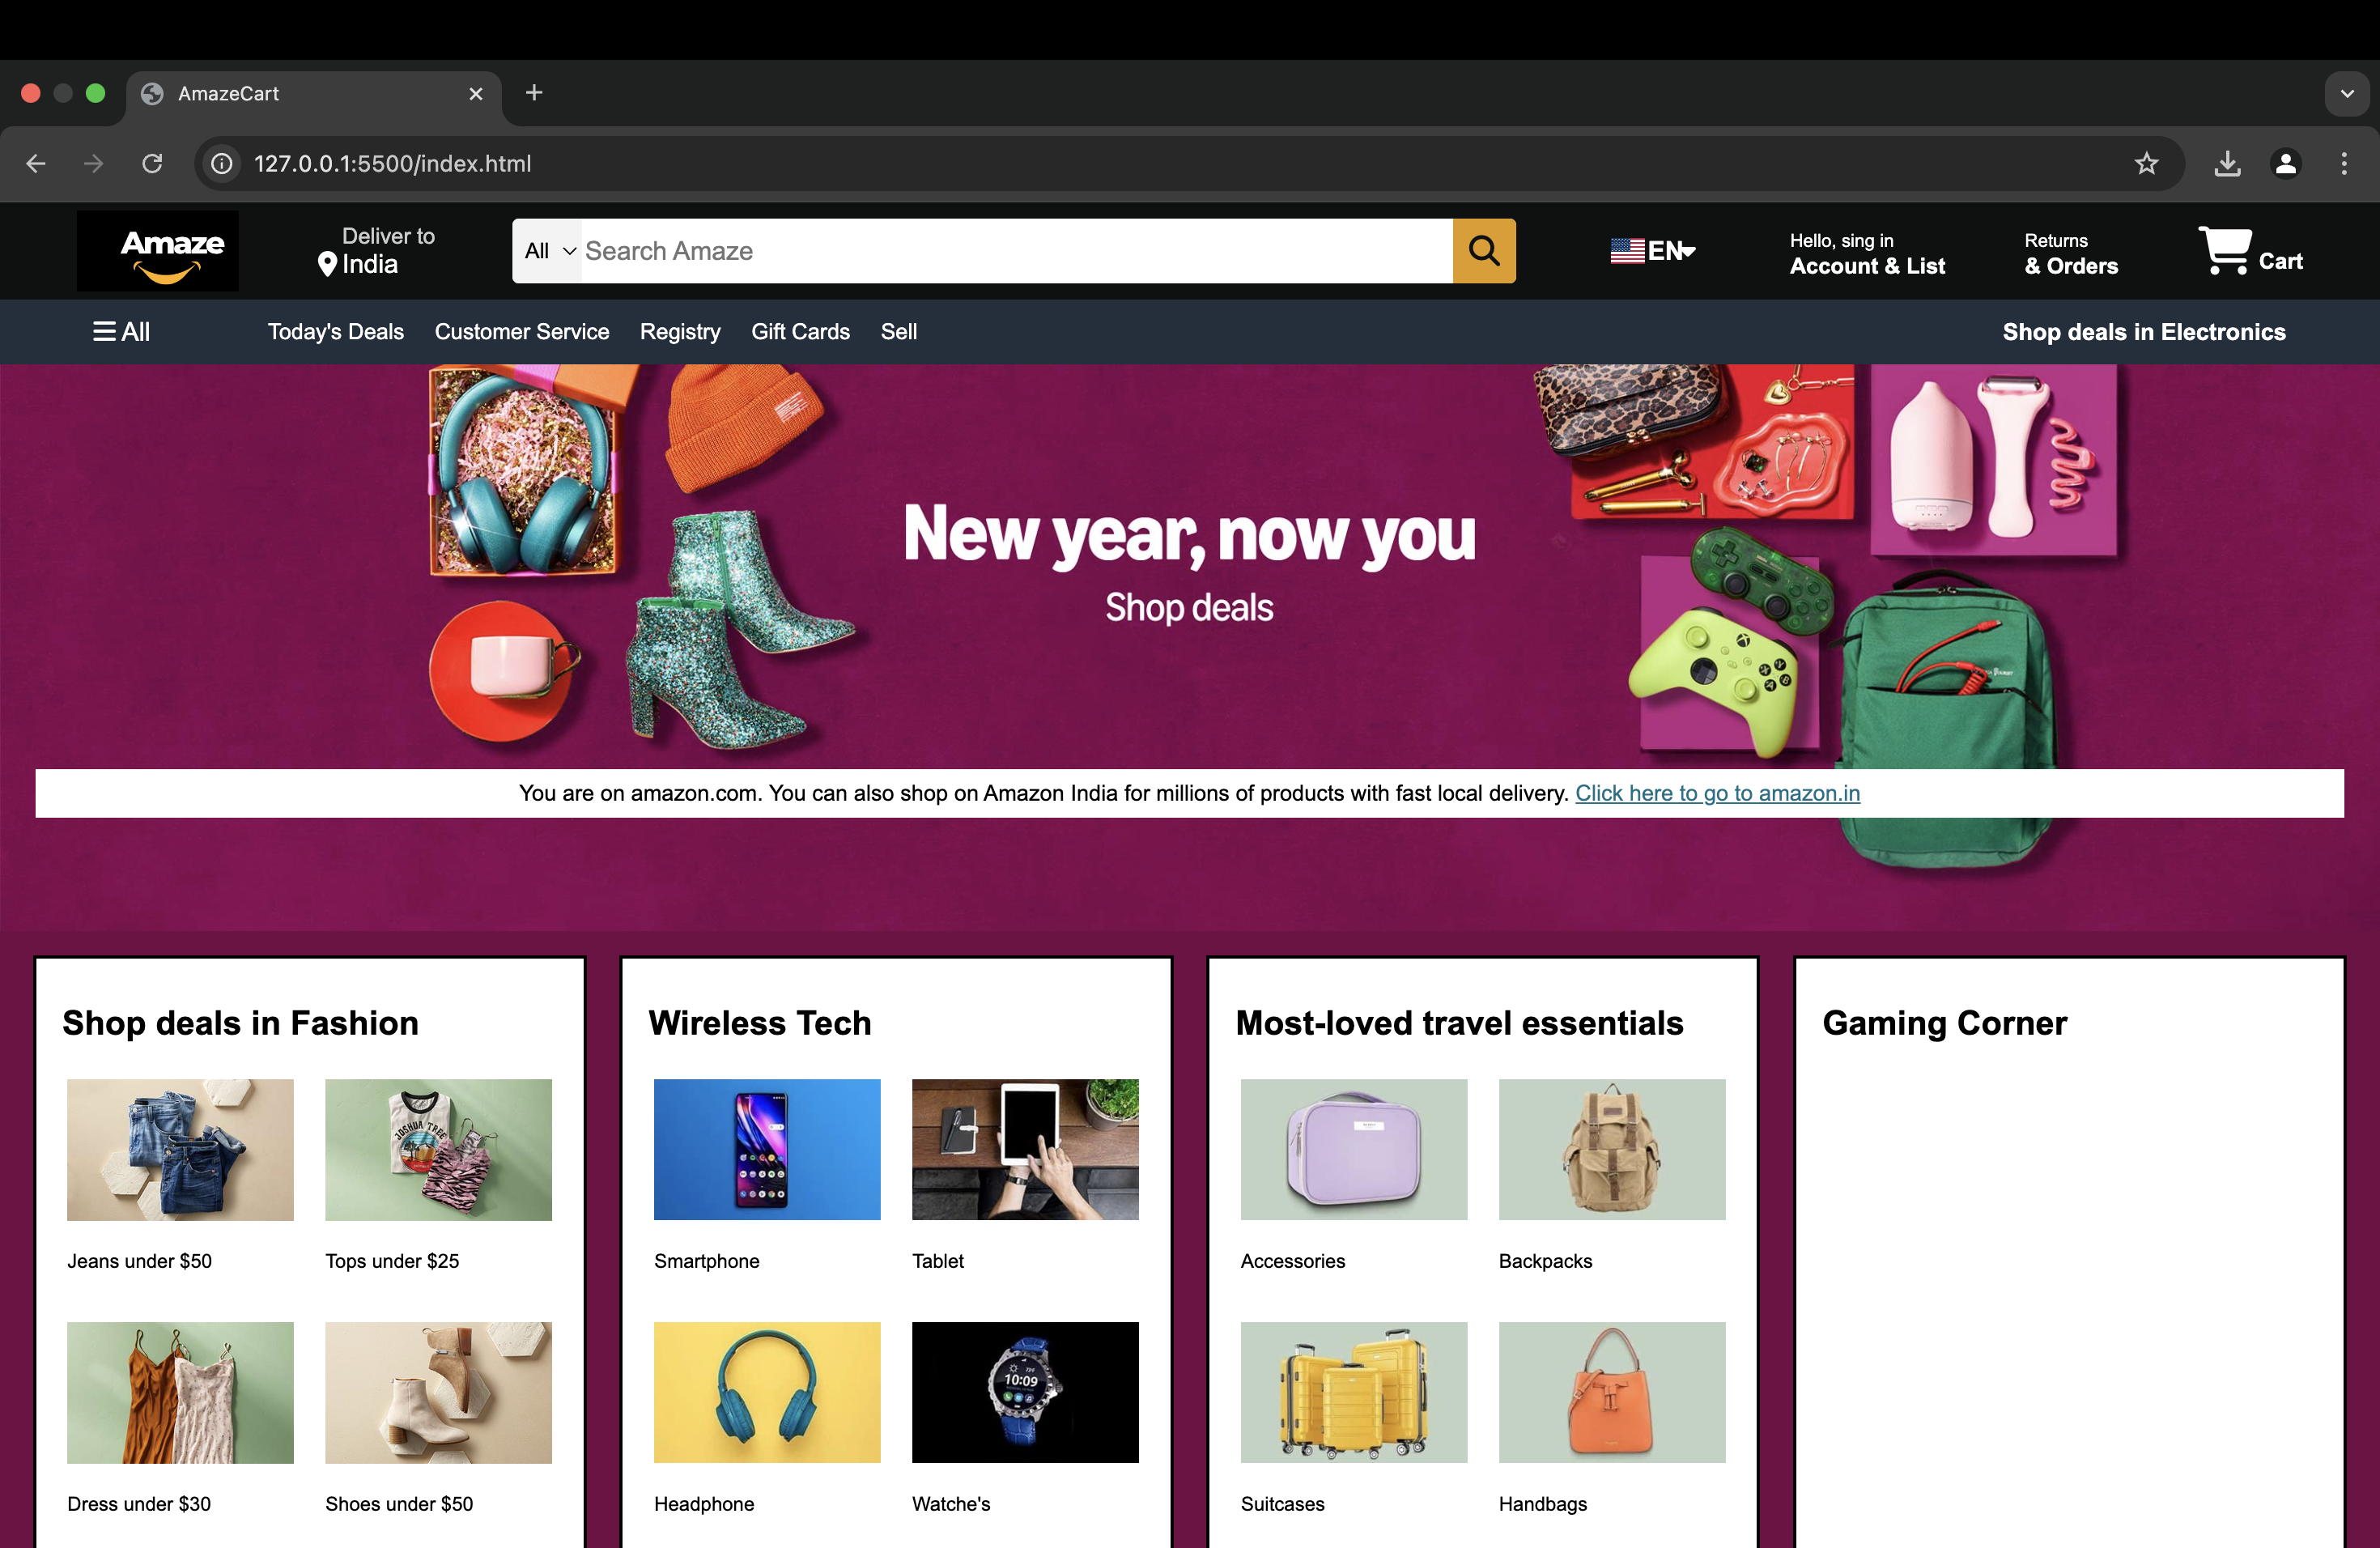 AmazeCart
127.0.0.1:5500/index.html
Amaze
Deliver to
India
All
Search Amaze
EN
Hello, sing in
Account & List
Returns
& Orders
Cart
All
Today's Deals
Customer Service
Registry
Gift Cards
Sell
Shop deals in Electronics
New year, now you
Shop deals
You are on amazon.com. You can also shop on Amazon India for millions of products with fast local delivery. Click here to go to amazon.in
Shop deals in Fashion
JOSHUA TREE
Jeans under $50
Tops under $25
Dress under $30
Shoes under $50
Wireless Tech
Smartphone
Tablet
10:09
Headphone
Watche's
Most-loved travel essentials
Accessories
Backpacks
Suitcases
Handbags
Gaming Corner